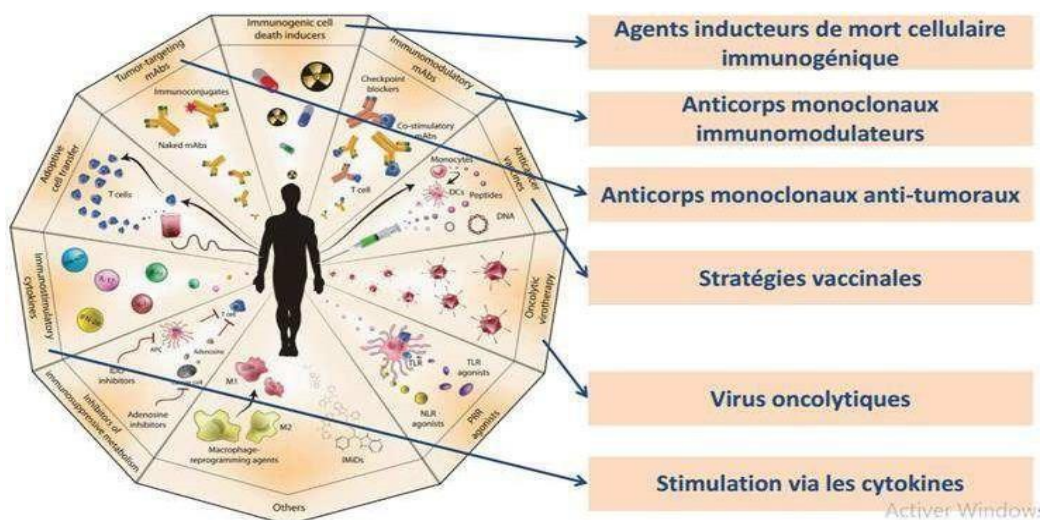 Immunogenic cell
death inducers
Immunomodulatory
mAbs
Tumor-targeting
mAbs
Immunoconjugates
Naked mAbs
Checkpoint
blockers
Co-stimulatory
mAbs
T cell
Adoptive
cell transfer
T cells
Anticancer
vaccines
Monocytes
DCs
Peptides
DNA
Immunostimulatory
cytokines
Oncolytic
virotherapy
T cell
APC
Adenosine
IDO
inhibitors
Adenosine
inhibitors
Inhibitors of
immunosuppressive metabolism
M1
M2
Macrophage-
reprogramming agents
IMiDs
Others
TLR
TLR
agonists
NLR
agonists
PRR
agonists
Agents inducteurs de mort cellulaire
immunogénique
Anticorps monoclonaux
immunomodulateurs
Anticorps monoclonaux anti-tumoraux
Stratégies vaccinales
Virus oncolytiques
Stimulation via les cytokines
Activer Windows